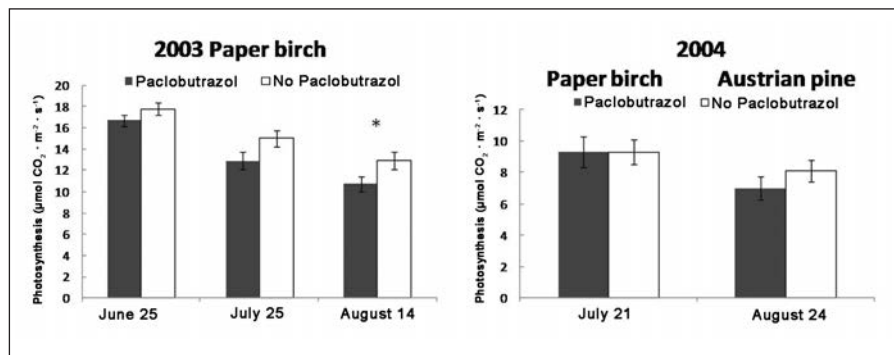 2003 Paper birch
Paclobutrazol No Paclobutrazol
Photosynthesis (µmol CO₂ · m⁻² · s⁻¹)
20
18
16
14
12
10
8
6
4
2
0
*
June 25 July 25 August 14
2004
Paper birch Austrian pine
Paclobutrazol No Paclobutrazol
Photosynthesis (µmol CO₂ · m⁻² · s⁻¹)
12
10
8
6
4
2
0
July 21 August 24